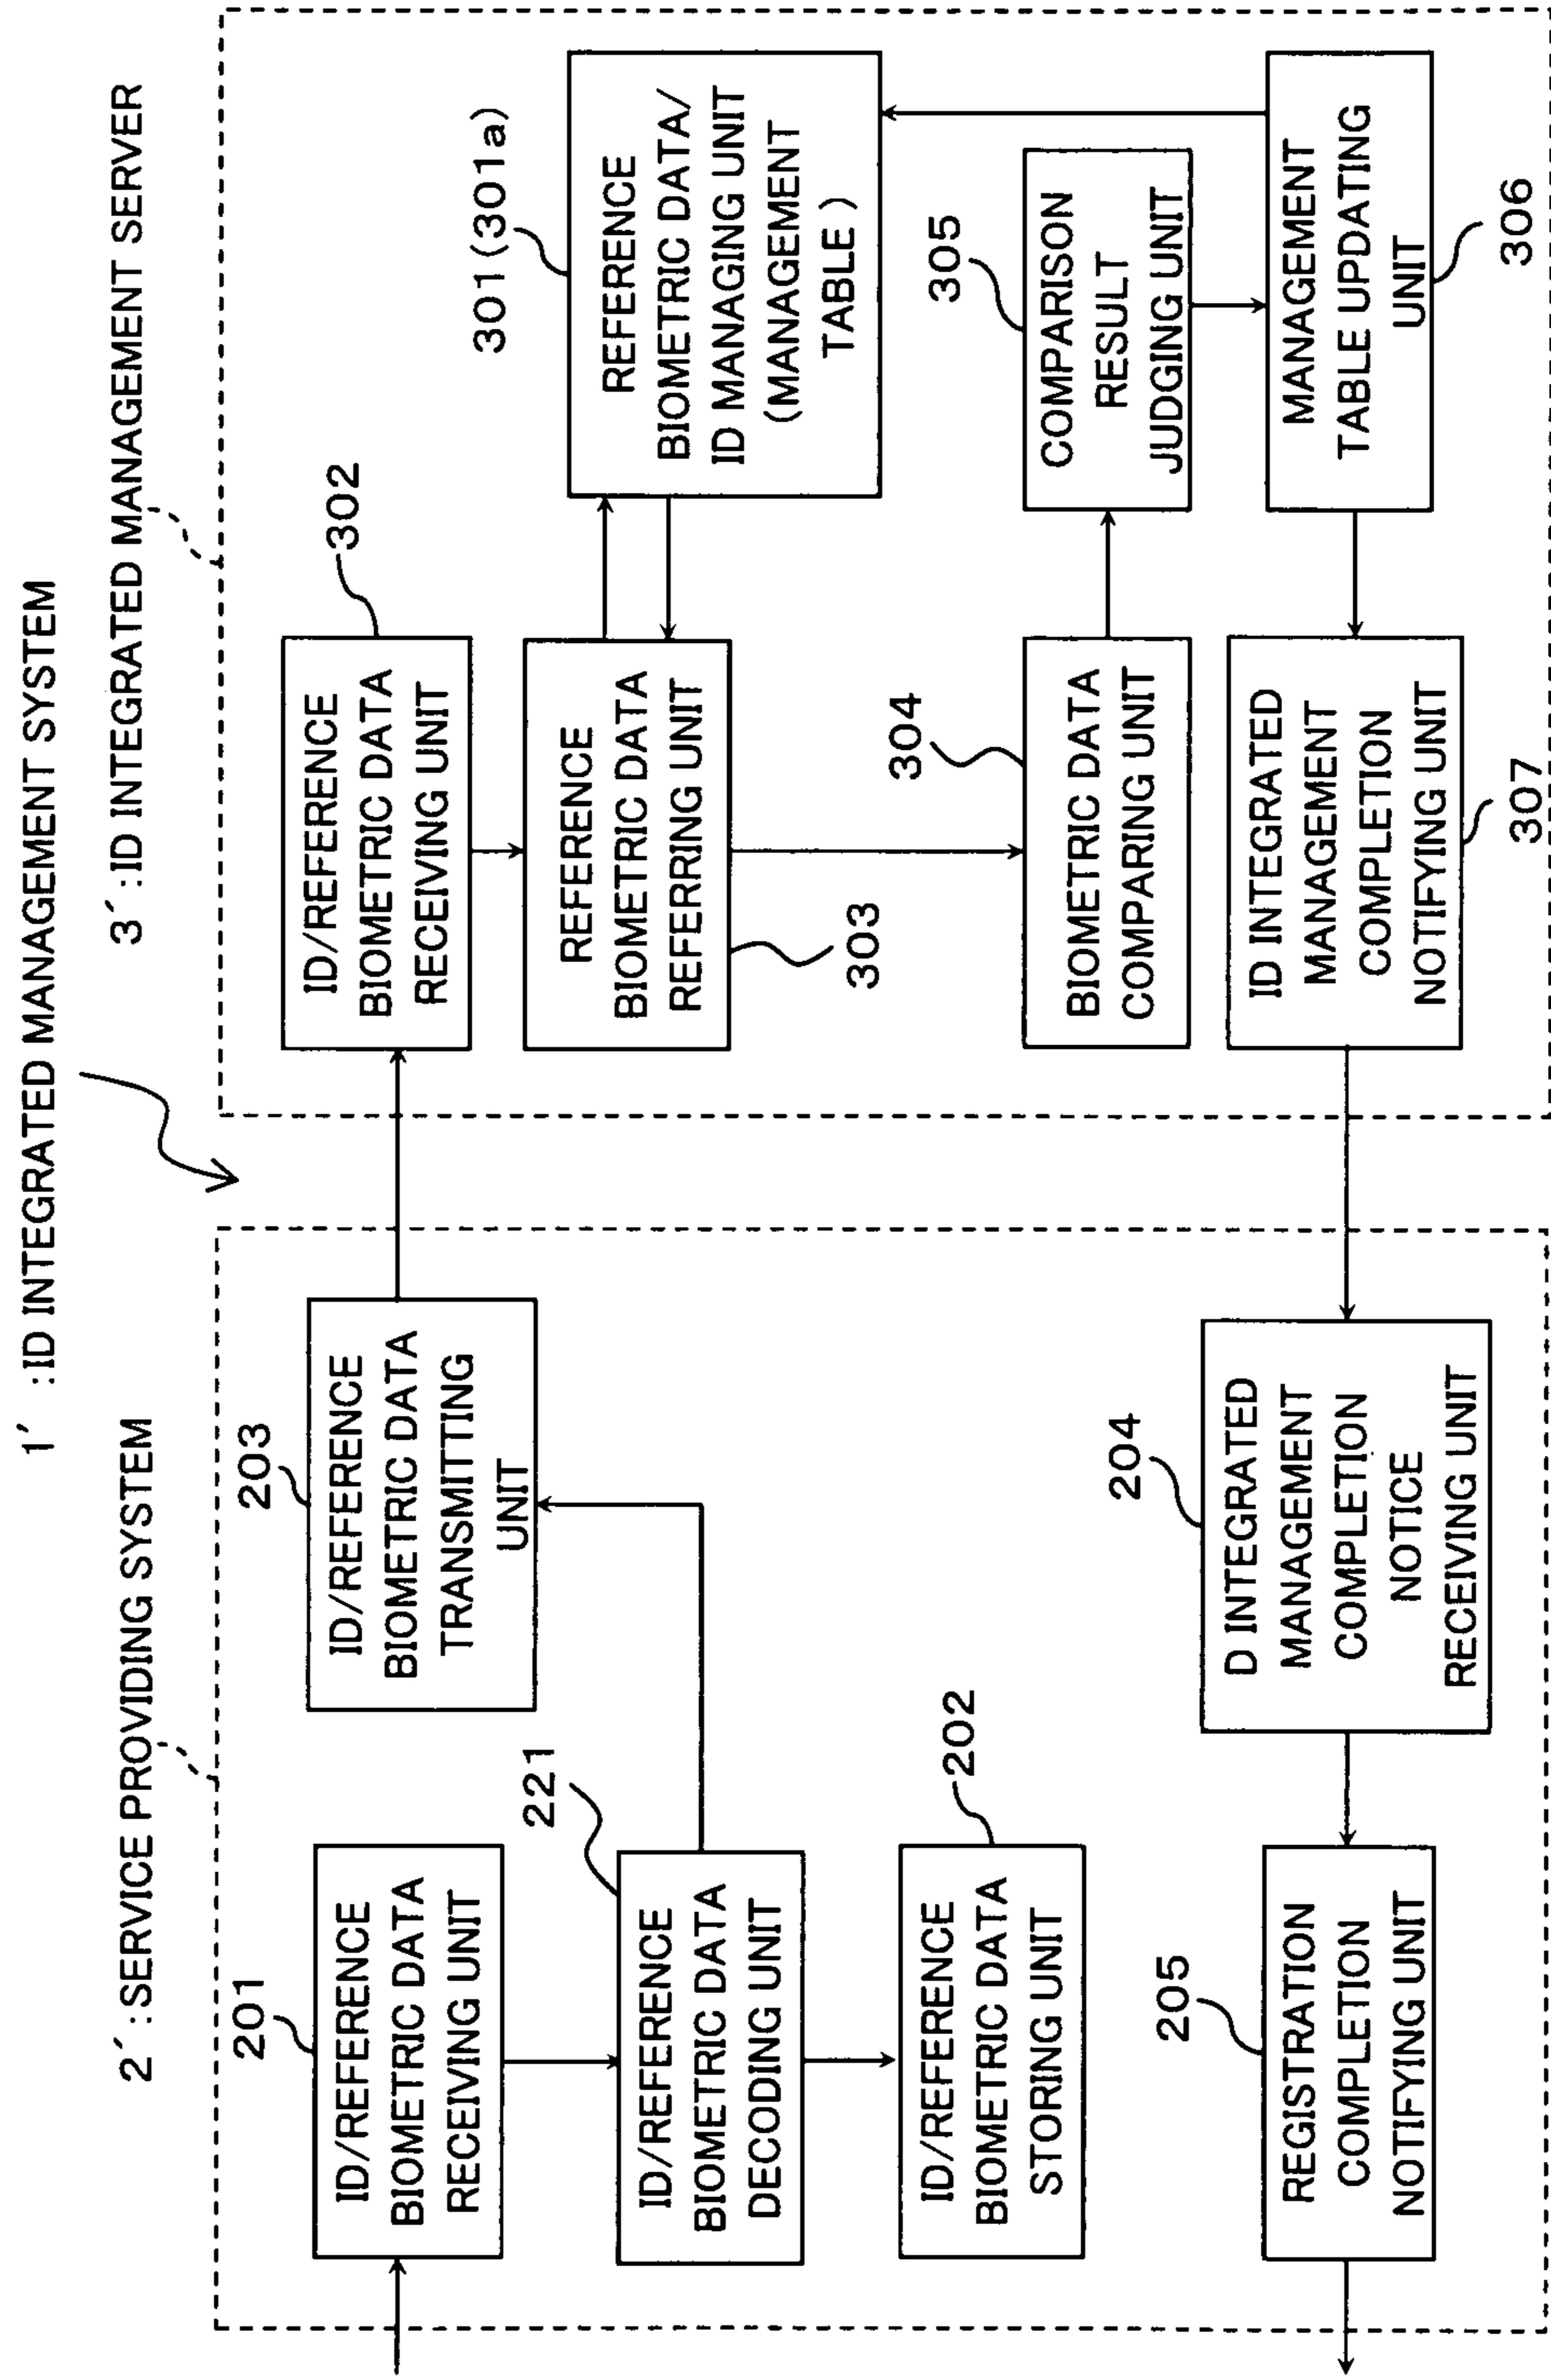 1´ :ID INTEGRATED MANAGEMENT SYSTEM
2´:SERVICE PROVIDING SYSTEM
201
ID/REFERENCE
BIOMETRIC DATA
RECEIVING UNIT
221
ID/REFERENCE
BIOMETRIC DATA
DECODING UNIT
202
ID/REFERENCE
BIOMETRIC DATA
STORING UNIT
203
ID/REFERENCE
BIOMETRIC DATA
TRANSMITTING
UNIT
204
D INTEGRATED
MANAGEMENT
COMPLETION
NOTICE
RECEIVING UNIT
205
REGISTRATION
COMPLETION
NOTIFYING UNIT
3´:ID INTEGRATED MANAGEMENT SERVER
302
ID/REFERENCE
BIOMETRIC DATA
RECEIVING UNIT
REFERENCE
BIOMETRIC DATA
REFERRING UNIT
303
301(301a)
REFERENCE
BIOMETRIC DATA/
ID MANAGING UNIT
(MANAGEMENT
TABLE )
304
BIOMETRIC DATA
COMPARING UNIT
305
COMPARISON
RESULT
JUDGING UNIT
MANAGEMENT
TABLE UPDATING
UNIT
306
ID INTEGRATED
MANAGEMENT
COMPLETION
NOTIFYING UNIT
307